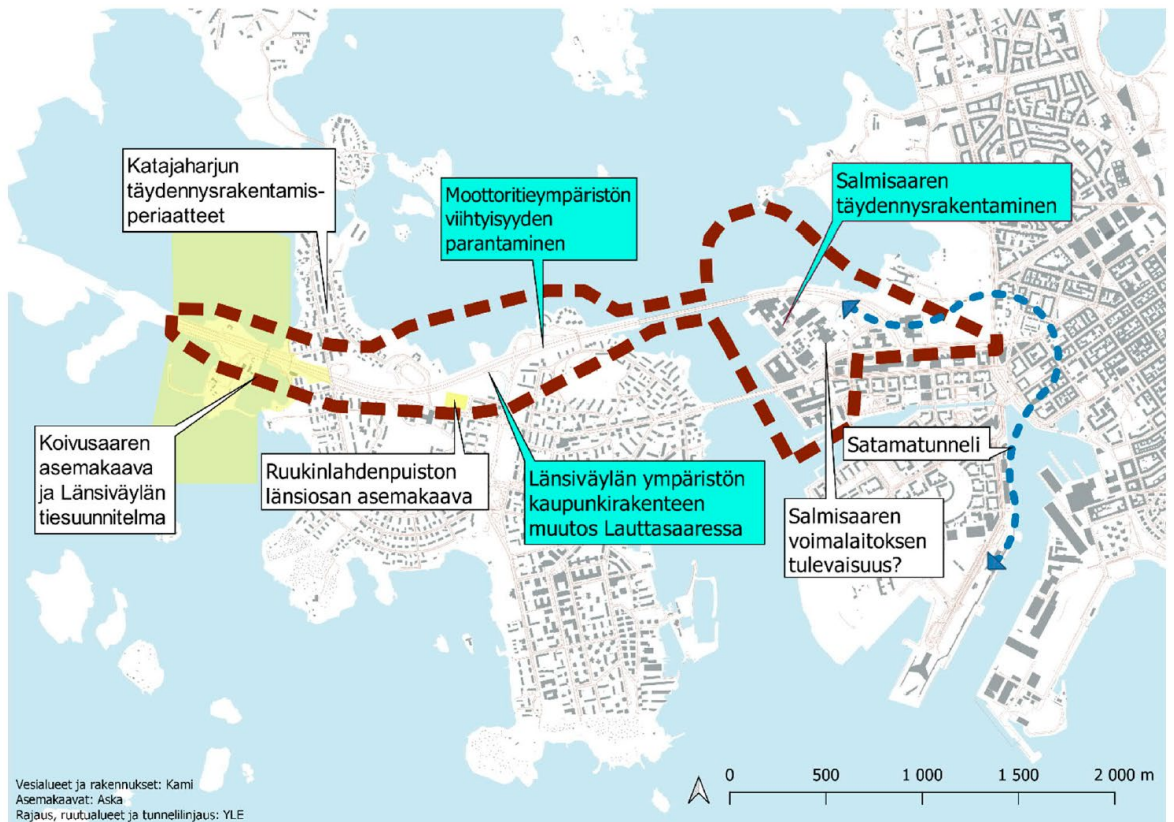 Katajaharjun
täydennysrakentamis-
periaatteet
Moottoritieympäristön
viihtyisyyden
parantaminen
Salmisaaren
täydennysrakentaminen
Koivusaaren
asemakaava
ja Länsiväylän
tiesuunnitelma
Ruukinlahdenpuiston
länsiosan asemakaava
Länsiväylän ympäristön
kaupunkirakenteen
muutos Lauttasaaressa
Satamatunneli
Salmisaaren
voimalaitoksen
tulevaisuus?
Vesialueet ja rakennukset: Kami
Asemakaavat: Aska
Rajaus, ruutualueet ja tunnelilinjaus: YLE
0 500 1 000 1 500 2 000 m